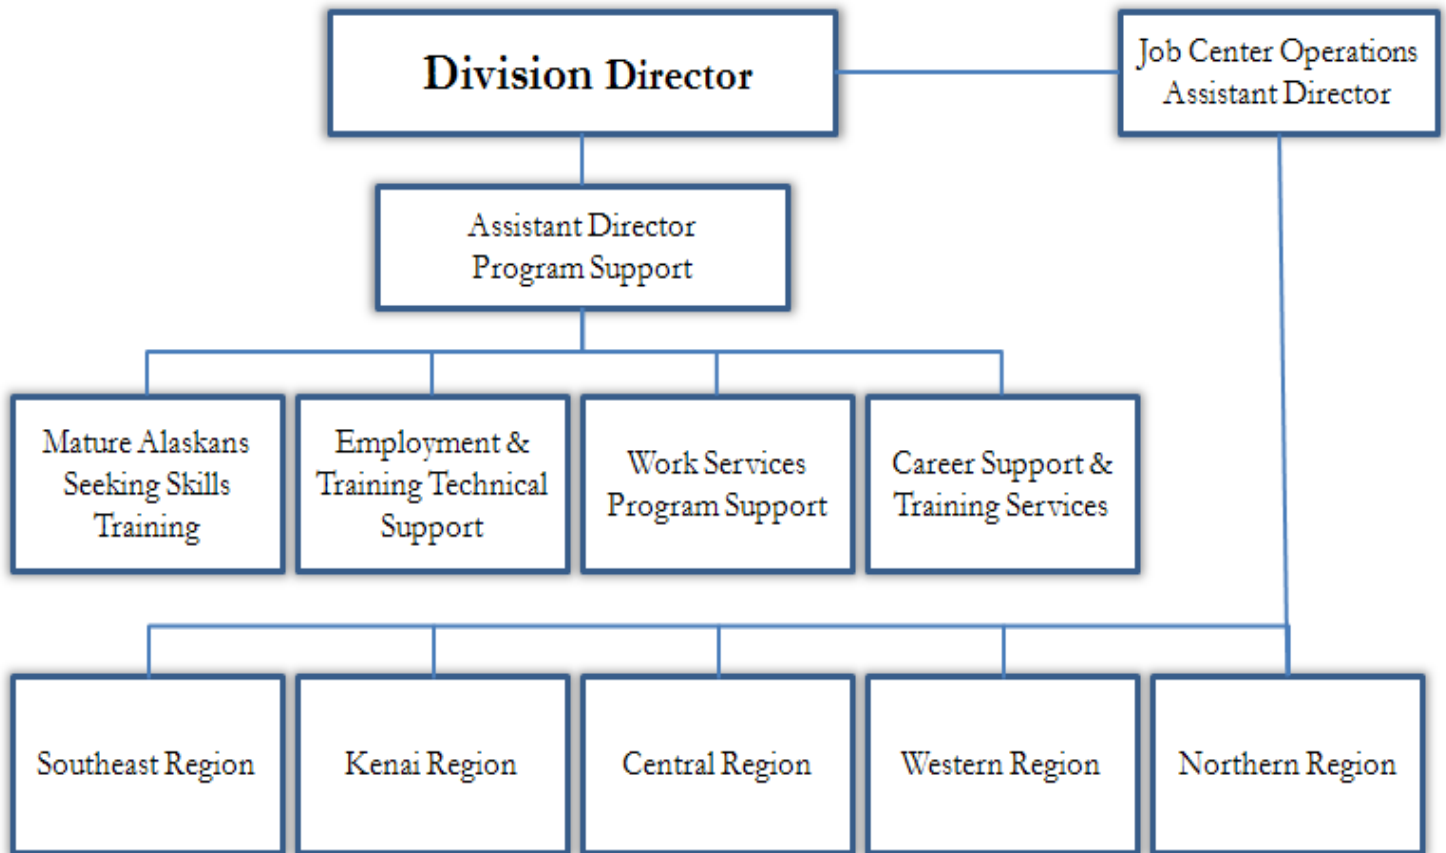 Division Director
Job Center Operations
Assistant Director
Assistant Director
Program Support
Mature Alaskans
Seeking Skills
Training
Employment &
Training Technical
Support
Work Services
Program Support
Career Support &
Training Services
Southeast Region
Kenai Region
Central Region
Western Region
Northern Region